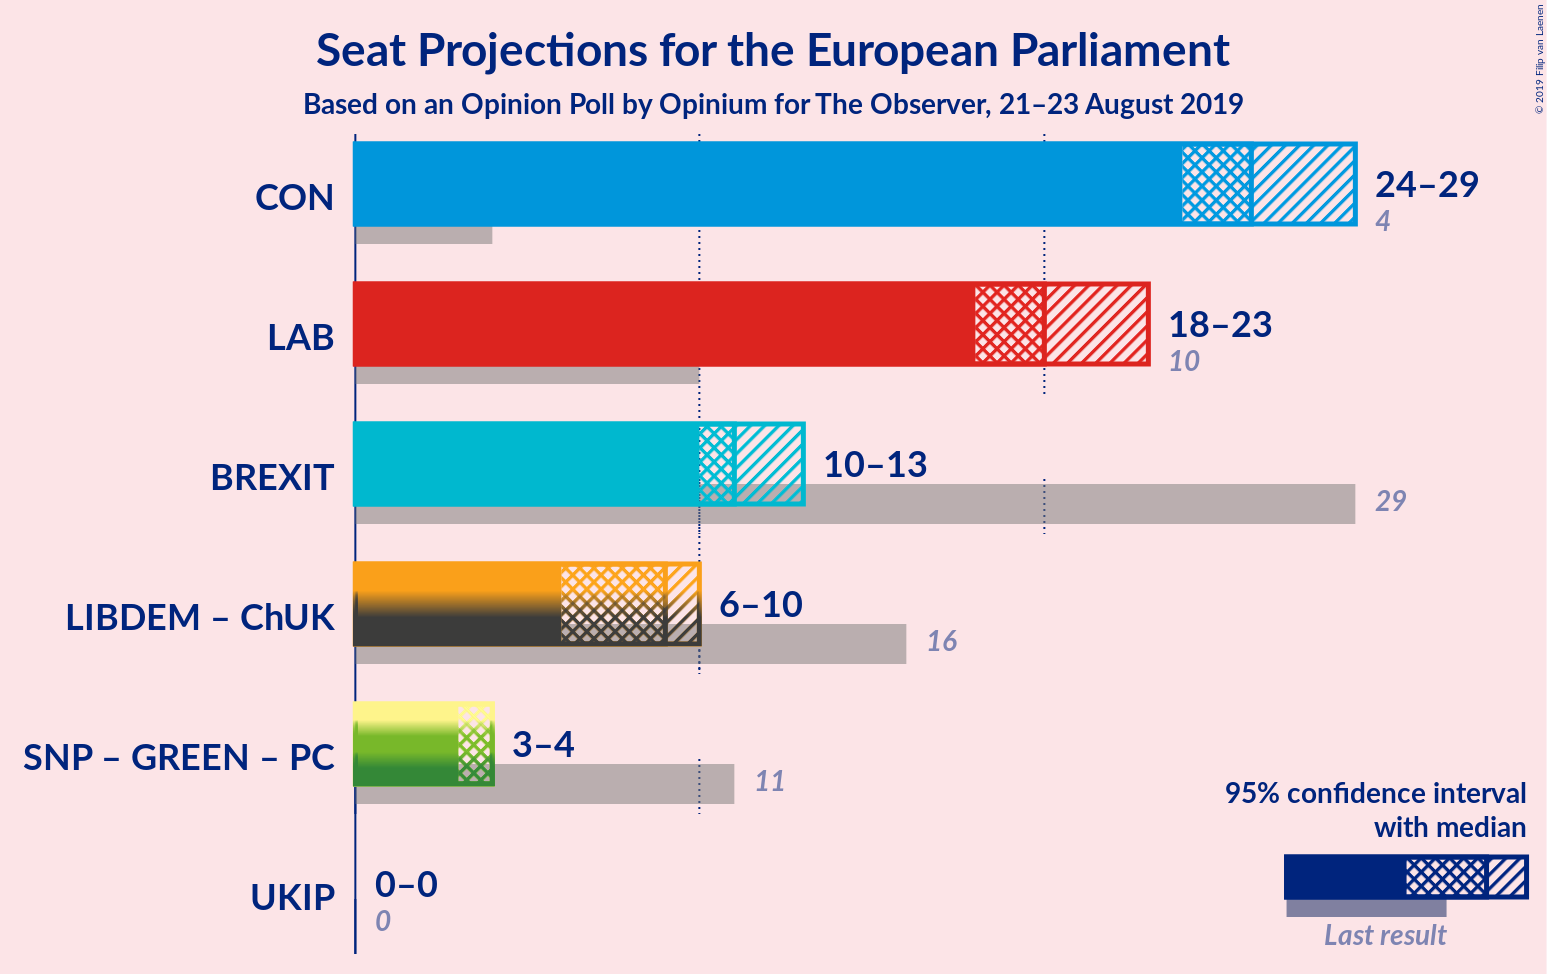 Seat Projections for the European Parliament
Based on an Opinion Poll by Opinium for The Observer, 21–23 August 2019
© 2019 Filip van Laenen
CON
24–29
4
LAB
18–23
10
BREXIT
10–13
29
LIBDEM – ChUK
6–10
16
SNP – GREEN – PC
3–4
11
UKIP
0–0
0
95% confidence interval
with median
Last result